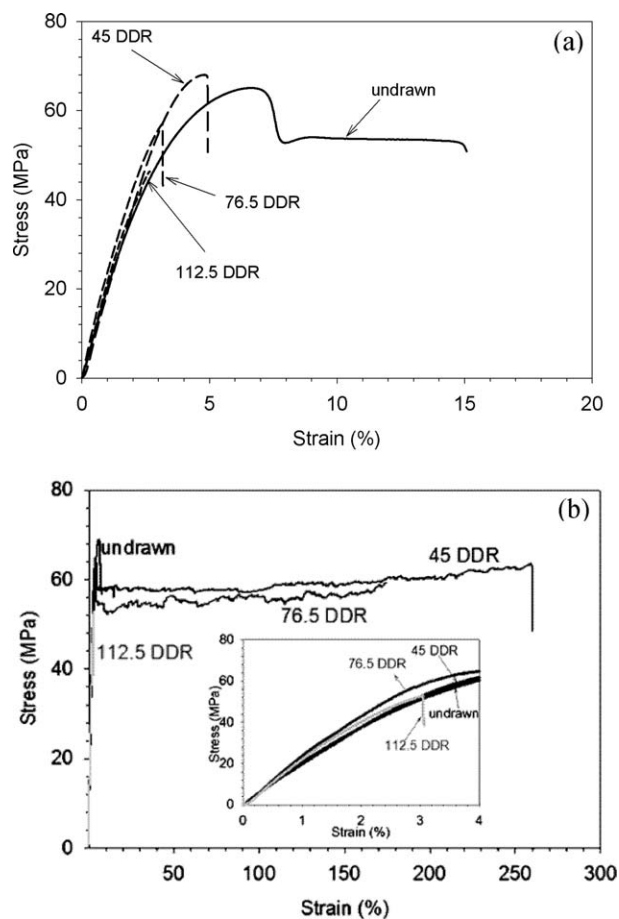 (a)
80
60
40
20
0
Stress (MPa)
45 DDR
undrawn
76.5 DDR
112.5 DDR
0 5 10 15 20
Strain (%)
(b)
80
60
40
20
0
Stress (MPa)
undrawn
45 DDR
76.5 DDR
112.5 DDR
80
60
40
20
0
Stress (MPa)
45 DDR
76.5 DDR
undrawn
112.5 DDR
0 1 2 3 4
Strain (%)
50 100 150 200 250 300
Strain (%)